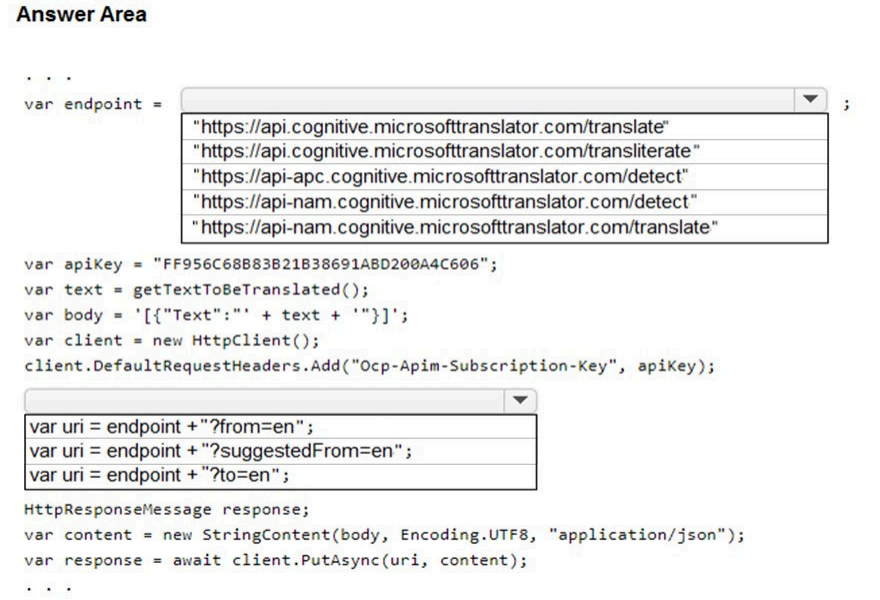 Answer Area
. . .
var endpoint = ;
"https://api.cognitive.microsofttranslator.com/translate"
"https://api.cognitive.microsofttranslator.com/transliterate"
"https://api-apc.cognitive.microsofttranslator.com/detect"
"https://api-nam.cognitive.microsofttranslator.com/detect"
"https://api-nam.cognitive.microsofttranslator.com/translate"
var apiKey = "FF956C68B83B21B38691ABD200A4C606";
var text = getTextToBeTranslated();
var body = '[{"Text":"' + text + '"}]';
var client = new HttpClient();
client.DefaultRequestHeaders.Add("Ocp-Apim-Subscription-Key", apiKey);
var uri = endpoint +"?from=en";
var uri = endpoint +"?suggestedFrom=en";
var uri = endpoint +"?to=en";
HttpResponseMessage response;
var content = new StringContent(body, Encoding.UTF8, "application/json");
var response = await client.PutAsync(uri, content);
. . .